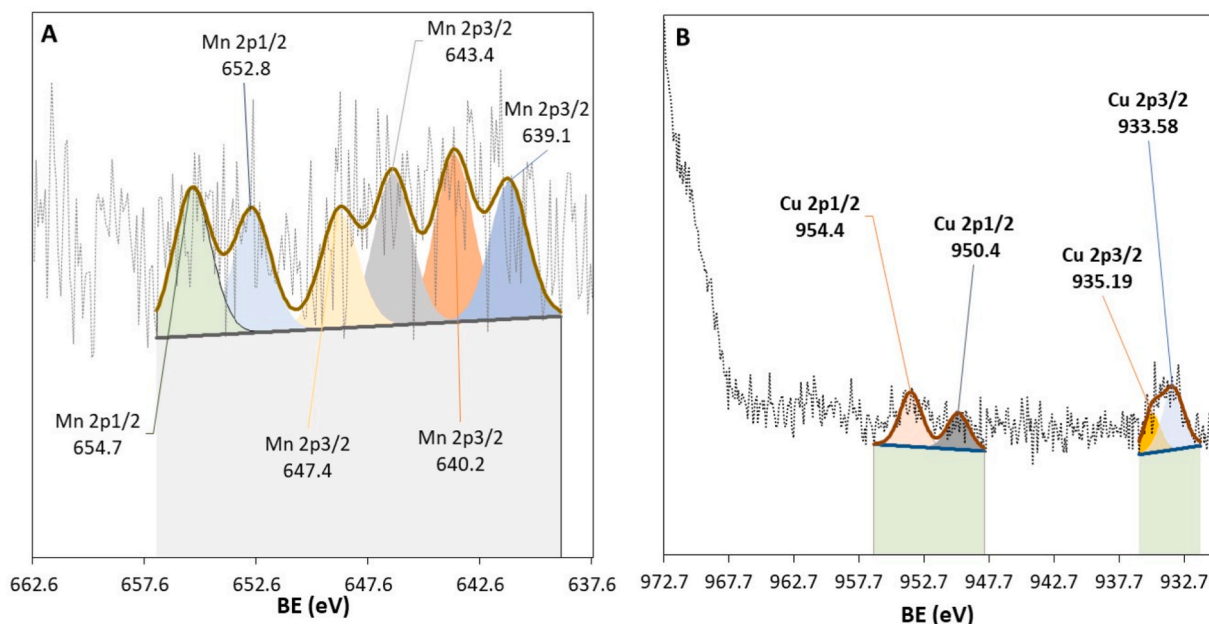 A
Mn 2p1/2
652.8
Mn 2p3/2
643.4
Mn 2p3/2
639.1
Mn 2p1/2
654.7
Mn 2p3/2
647.4
Mn 2p3/2
640.2
662.6 657.6 652.6 647.6 642.6 637.6
BE (eV)
B
Cu 2p3/2
933.58
Cu 2p1/2
954.4
Cu 2p1/2
950.4
Cu 2p3/2
935.19
972.7 967.7 962.7 957.7 952.7 947.7 942.7 937.7 932.7
BE (eV)